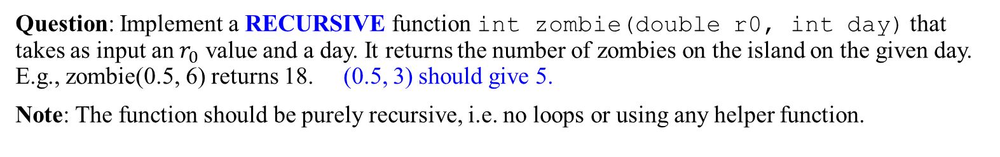 Question: Implement a RECURSIVE function int zombie(double r0, int day) that
takes as input an r₀ value and a day. It returns the number of zombies on the island on the given day.
E.g., zombie(0.5, 6) returns 18. (0.5, 3) should give 5.
Note: The function should be purely recursive, i.e. no loops or using any helper function.